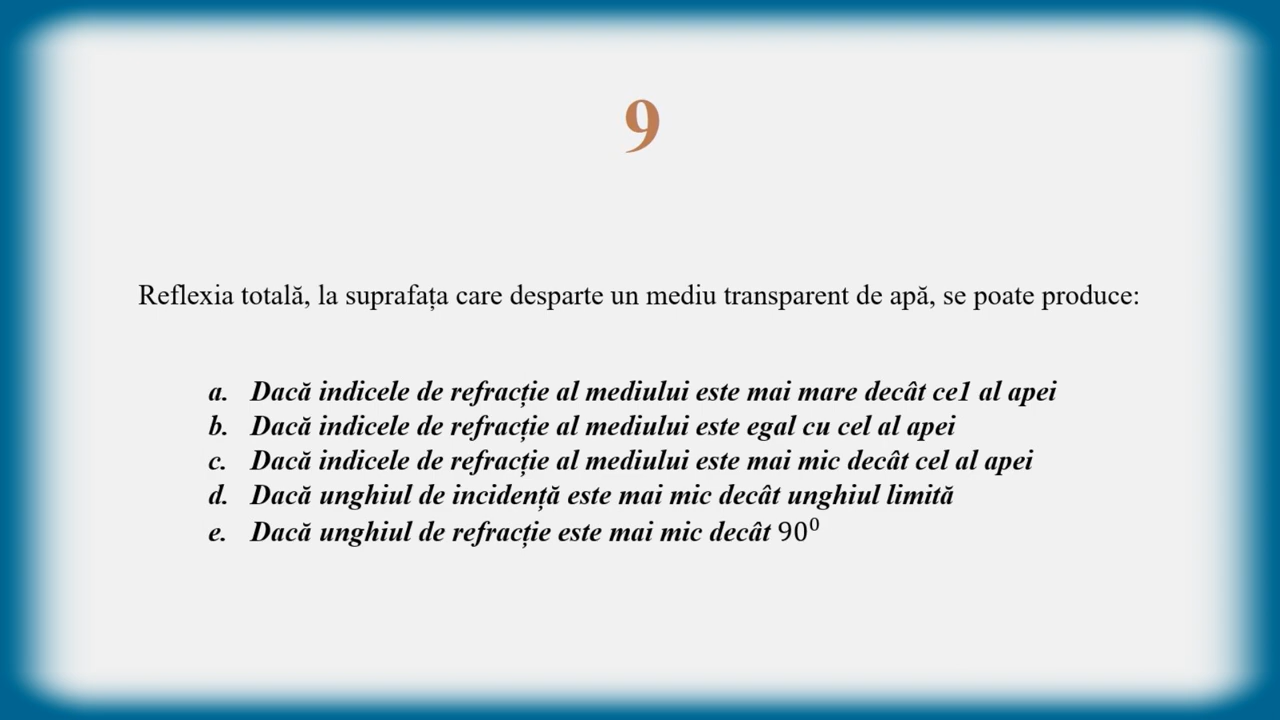 9
Reflexia totală, la suprafața care desparte un mediu transparent de apă, se poate produce:
a. Dacă indicele de refracție al mediului este mai mare decât ce1 al apei
b. Dacă indicele de refracție al mediului este egal cu cel al apei
c. Dacă indicele de refracție al mediului este mai mic decât cel al apei
d. Dacă unghiul de incidență este mai mic decât unghiul limită
e. Dacă unghiul de refracție este mai mic decât 90⁰